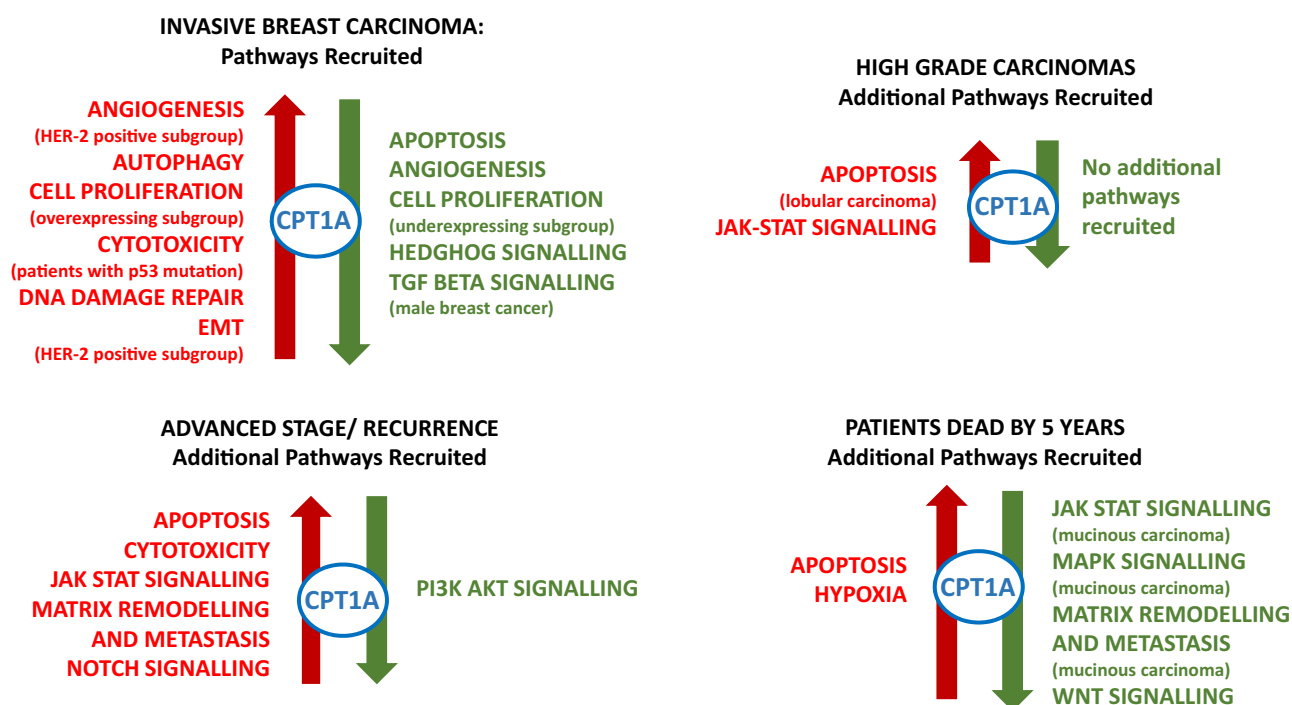 INVASIVE BREAST CARCINOMA:
Pathways Recruited
ANGIOGENESIS
(HER-2 positive subgroup)
AUTOPHAGY
CELL PROLIFERATION
(overexpressing subgroup)
CYTOTOXICITY
(patients with p53 mutation)
DNA DAMAGE REPAIR
EMT
(HER-2 positive subgroup)
CPT1A
APOPTOSIS
ANGIOGENESIS
CELL PROLIFERATION
(underexpressing subgroup)
HEDGHOG SIGNALLING
TGF BETA SIGNALLING
(male breast cancer)
HIGH GRADE CARCINOMAS
Additional Pathways Recruited
APOPTOSIS
(lobular carcinoma)
JAK-STAT SIGNALLING
CPT1A
No additional
pathways
recruited
ADVANCED STAGE/ RECURRENCE
Additional Pathways Recruited
APOPTOSIS
CYTOTOXICITY
JAK STAT SIGNALLING
MATRIX REMODELLING
AND METASTASIS
NOTCH SIGNALLING
CPT1A
PI3K AKT SIGNALLING
PATIENTS DEAD BY 5 YEARS
Additional Pathways Recruited
APOPTOSIS
HYPOXIA
CPT1A
JAK STAT SIGNALLING
(mucinous carcinoma)
MAPK SIGNALLING
(mucinous carcinoma)
MATRIX REMODELLING
AND METASTASIS
(mucinous carcinoma)
WNT SIGNALLING